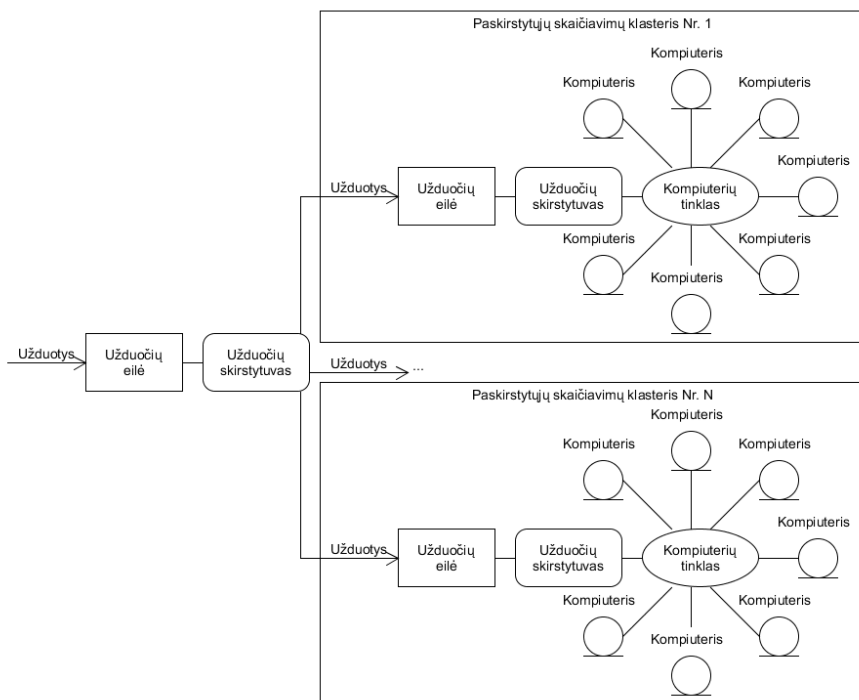 Paskirstytųjų skaičiavimų klasteris Nr. 1
Kompiuteris
Kompiuteris
Kompiuteris
Kompiuteris
Užduotys
Užduočių
eilė
Užduočių
skirstytuvas
Kompiuterių
tinklas
Kompiuteris
Kompiuteris
Kompiuteris
Užduotys
Užduočių
eilė
Užduočių
skirstytuvas
Užduotys
...
Paskirstytųjų skaičiavimų klasteris Nr. N
Kompiuteris
Kompiuteris
Kompiuteris
Kompiuteris
Užduotys
Užduočių
eilė
Užduočių
skirstytuvas
Kompiuterių
tinklas
Kompiuteris
Kompiuteris
Kompiuteris